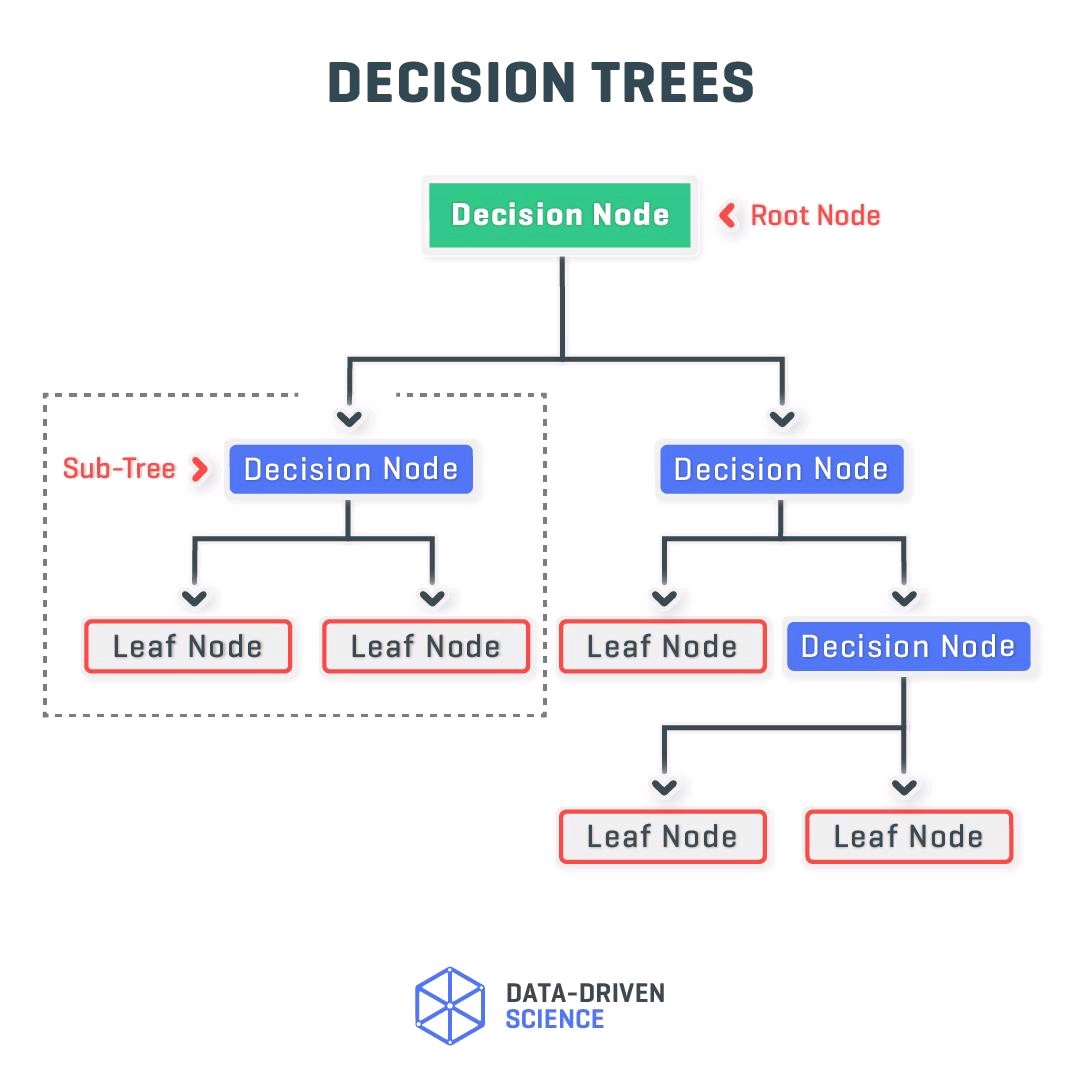 DECISION TREES
Decision Node
Root Node
Sub-Tree
Decision Node
Decision Node
Leaf Node
Leaf Node
Leaf Node
Decision Node
Leaf Node
Leaf Node
DATA-DRIVEN
SCIENCE